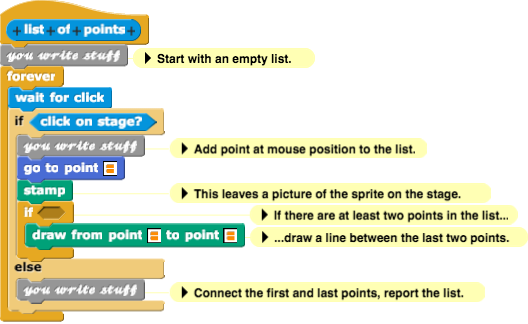 + list + of + points +
you write stuff
Start with an empty list.
forever
wait for click
if click on stage?
you write stuff
Add point at mouse position to the list.
go to point
stamp
This leaves a picture of the sprite on the stage.
if
If there are at least two points in the list...
draw from point to point
...draw a line between the last two points.
else
you write stuff
Connect the first and last points, report the list.